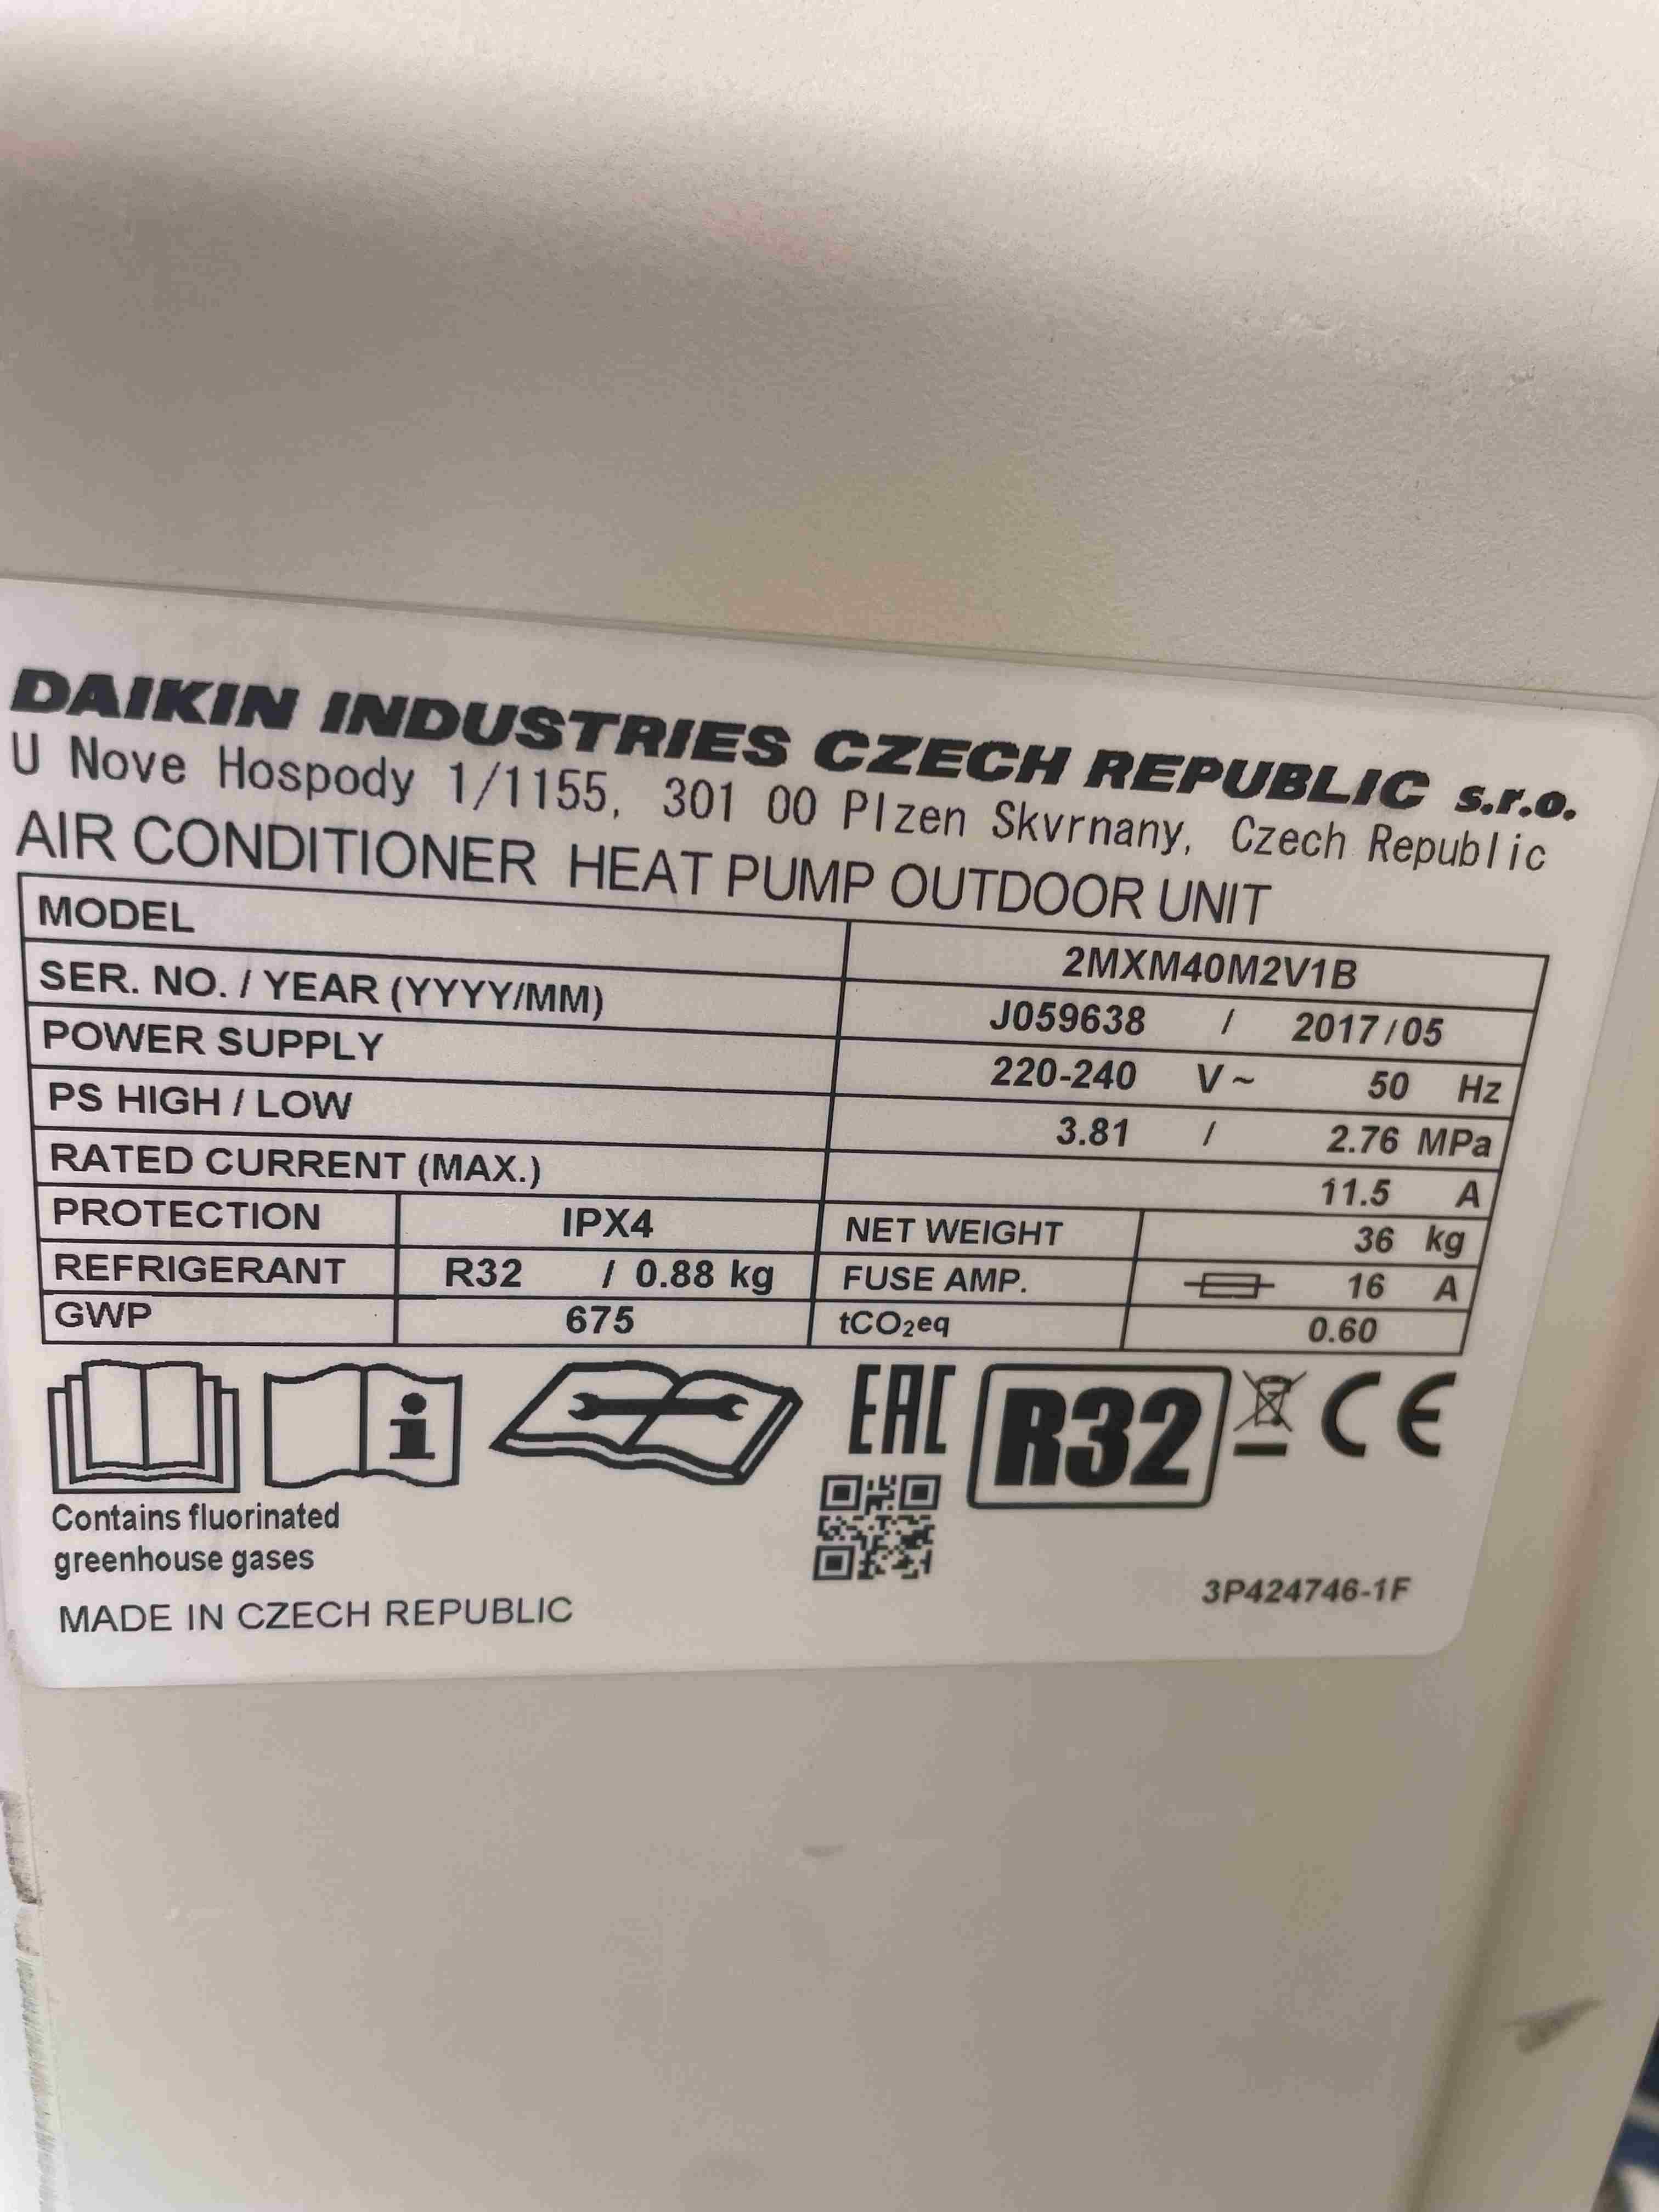 DAIKIN INDUSTRIES CZECH REPUBLIC s.r.o.
U Nove Hospody 1/1155, 301 00 Plzen Skvrnany, Czech Republic
AIR CONDITIONER HEAT PUMP OUTDOOR UNIT
MODEL 2MXM40M2V1B
SER. NO. / YEAR (YYYY/MM) J059638 / 2017/05
POWER SUPPLY 220-240 V~ 50 Hz
PS HIGH / LOW 3.81 / 2.76 MPa
RATED CURRENT (MAX.) 11.5 A
PROTECTION IPX4 NET WEIGHT 36 kg
REFRIGERANT R32 / 0.88 kg FUSE AMP. 16 A
GWP 675 tCO₂eq 0.60
EAC R32 CE
Contains fluorinated
greenhouse gases
3P424746-1F
MADE IN CZECH REPUBLIC